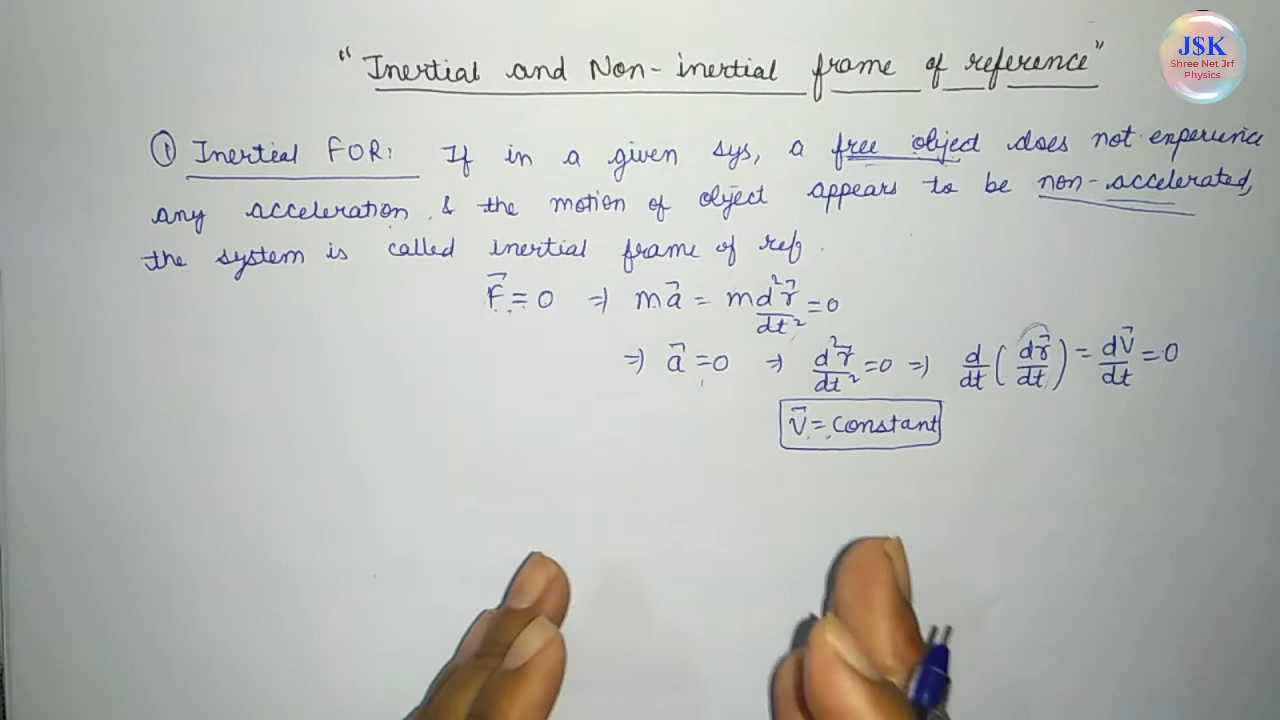 "Inertial and Non-inertial frame of reference"
J$K
Shree Net Jrf
Physics
① Inertial FOR: If in a given sys, a free object does not experience
any acceleration & the motion of object appears to be non-accelerated,
the system is called inertial frame of ref.
F⃗ = 0 ⇒ ma⃗ = m d²r⃗/dt² = 0
⇒ a⃗ = 0 ⇒ d²r⃗/dt² = 0 ⇒ d/dt (dr⃗/dt) = dv⃗/dt = 0
v⃗ = Constant